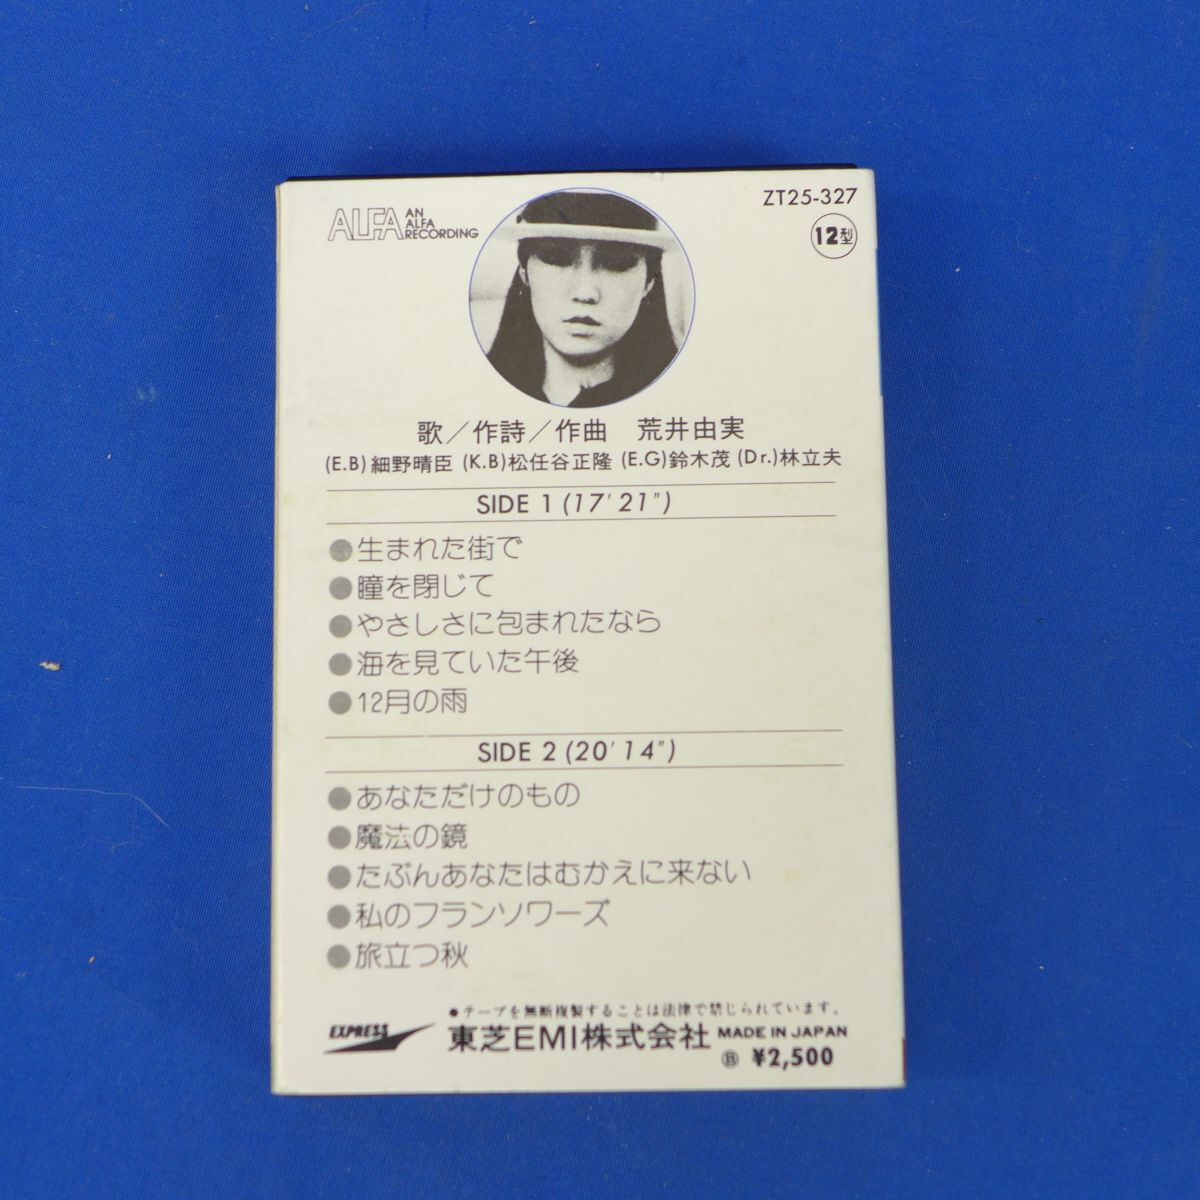 ALFA AN ALFA RECORDING
ZT25-327
12型
歌／作詩／作曲　荒井由実
(E.B)細野晴臣 (K.B)松任谷正隆 (E.G)鈴木茂 (Dr.)林立夫
SIDE 1 (17′21″)
●生まれた街で
●瞳を閉じて
●やさしさに包まれたなら
●海を見ていた午後
●12月の雨
SIDE 2 (20′14″)
●あなただけのもの
●魔法の鏡
●たぶんあなたはむかえに来ない
●私のフランソワーズ
●旅立つ秋
●テープを無断複製することは法律で禁じられています。
EXPRESS 東芝EMI株式会社 MADE IN JAPAN
Ⓑ ¥2,500